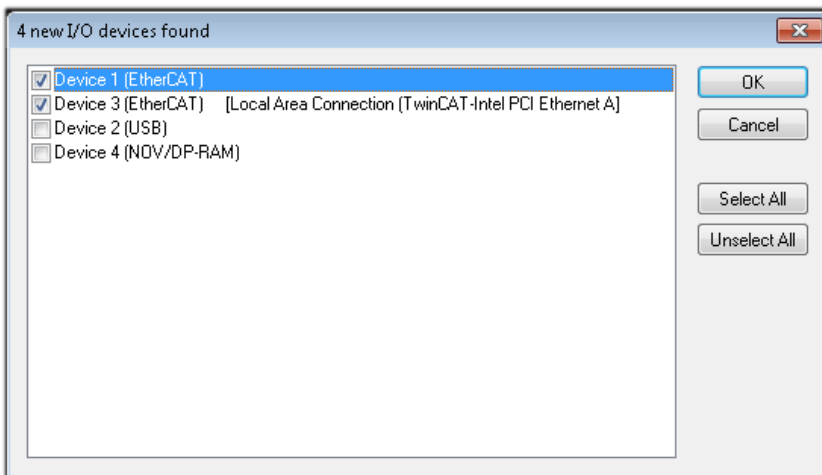 4 new I/O devices found
Device 1 (EtherCAT)
Device 3 (EtherCAT) [Local Area Connection (TwinCAT-Intel PCI Ethernet A]
Device 2 (USB)
Device 4 (NOV/DP-RAM)
OK
Cancel
Select All
Unselect All